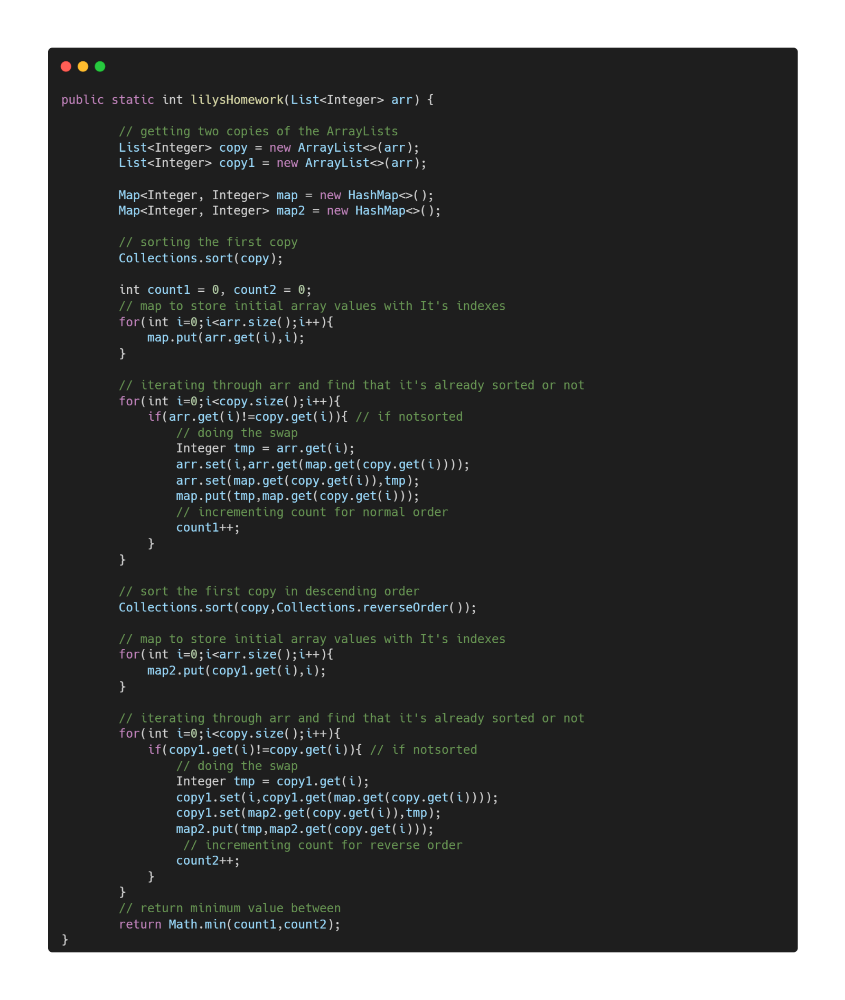 public static int lilysHomework(List<Integer> arr) {

        // getting two copies of the ArrayLists
        List<Integer> copy = new ArrayList<>(arr);
        List<Integer> copy1 = new ArrayList<>(arr);

        Map<Integer, Integer> map = new HashMap<>();
        Map<Integer, Integer> map2 = new HashMap<>();

        // sorting the first copy
        Collections.sort(copy);

        int count1 = 0, count2 = 0;
        // map to store initial array values with It's indexes
        for(int i=0;i<arr.size();i++){
            map.put(arr.get(i),i);
        }

        // iterating through arr and find that it's already sorted or not
        for(int i=0;i<copy.size();i++){
            if(arr.get(i)!=copy.get(i)){ // if notsorted
                // doing the swap
                Integer tmp = arr.get(i);
                arr.set(i,arr.get(map.get(copy.get(i))));
                arr.set(map.get(copy.get(i)),tmp);
                map.put(tmp,map.get(copy.get(i)));
                // incrementing count for normal order
                count1++;
            }
        }

        // sort the first copy in descending order
        Collections.sort(copy,Collections.reverseOrder());

        // map to store initial array values with It's indexes
        for(int i=0;i<arr.size();i++){
            map2.put(copy1.get(i),i);
        }

        // iterating through arr and find that it's already sorted or not
        for(int i=0;i<copy.size();i++){
            if(copy1.get(i)!=copy.get(i)){ // if notsorted
                // doing the swap
                Integer tmp = copy1.get(i);
                copy1.set(i,copy1.get(map.get(copy.get(i))));
                copy1.set(map2.get(copy.get(i)),tmp);
                map2.put(tmp,map2.get(copy.get(i)));
                 // incrementing count for reverse order
                count2++;
            }
        }
        // return minimum value between
        return Math.min(count1,count2);
}